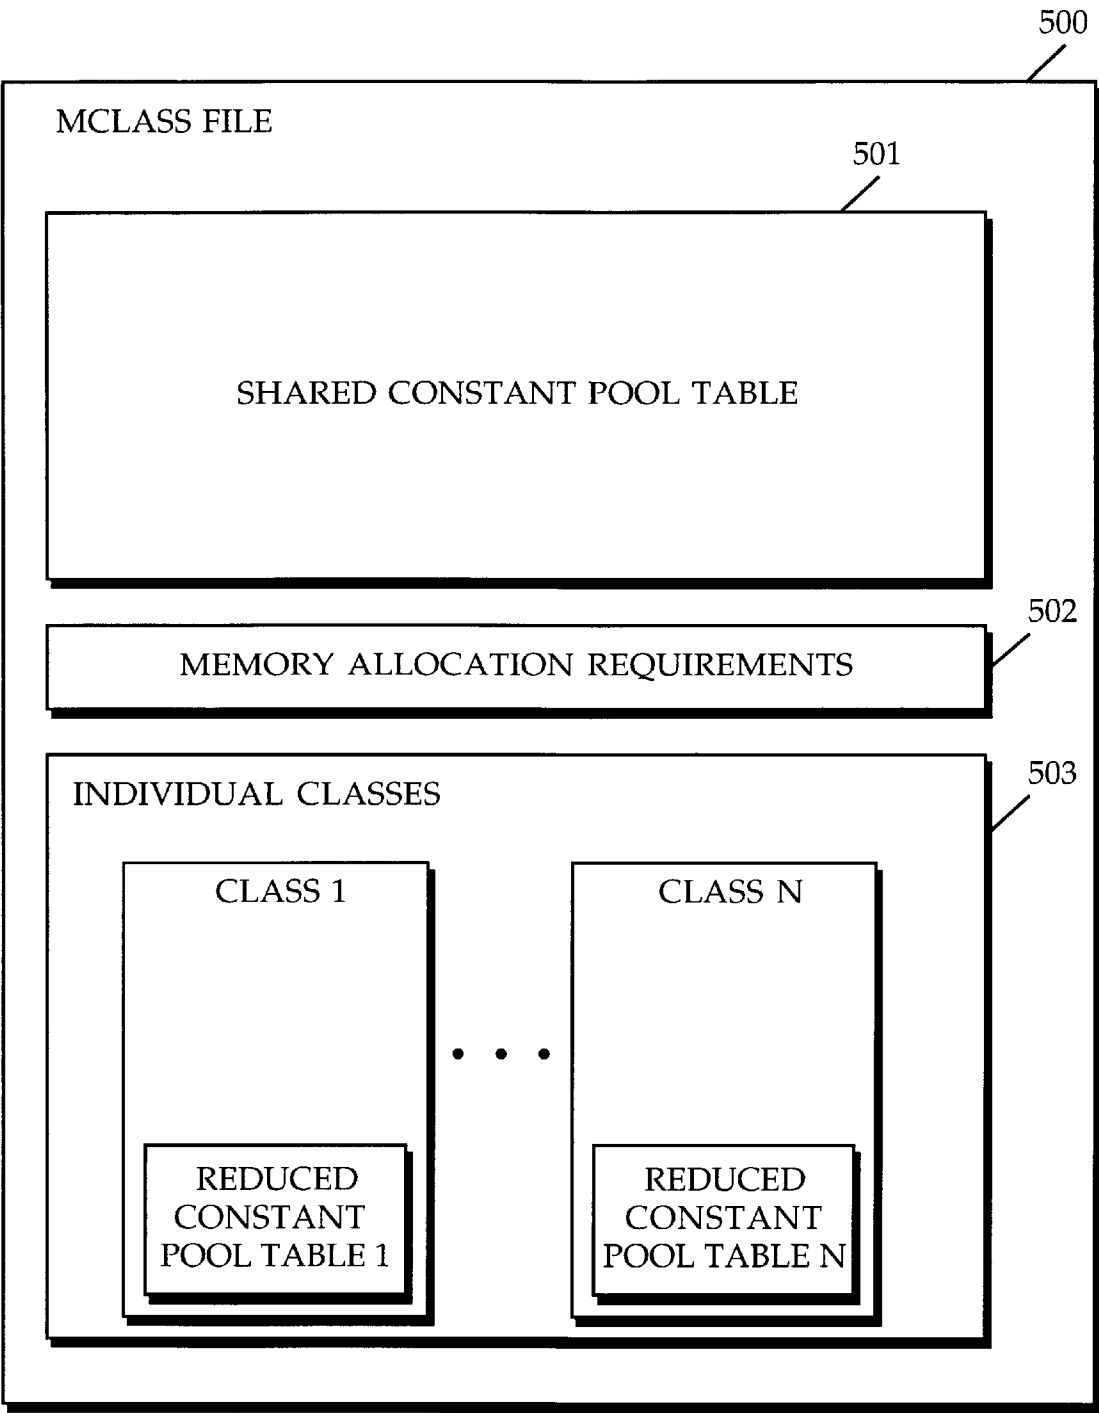 500
MCLASS FILE
501
SHARED CONSTANT POOL TABLE
502
MEMORY ALLOCATION REQUIREMENTS
503
INDIVIDUAL CLASSES
CLASS 1
CLASS N
REDUCED
CONSTANT
POOL TABLE 1
REDUCED
CONSTANT
POOL TABLE N